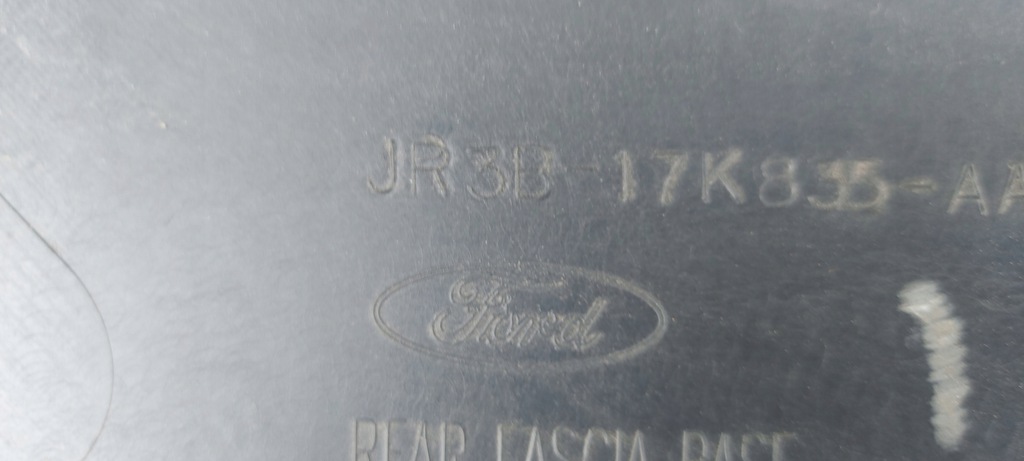 JR3B-17K835-AA
Ford
REAR FASCIA BASE